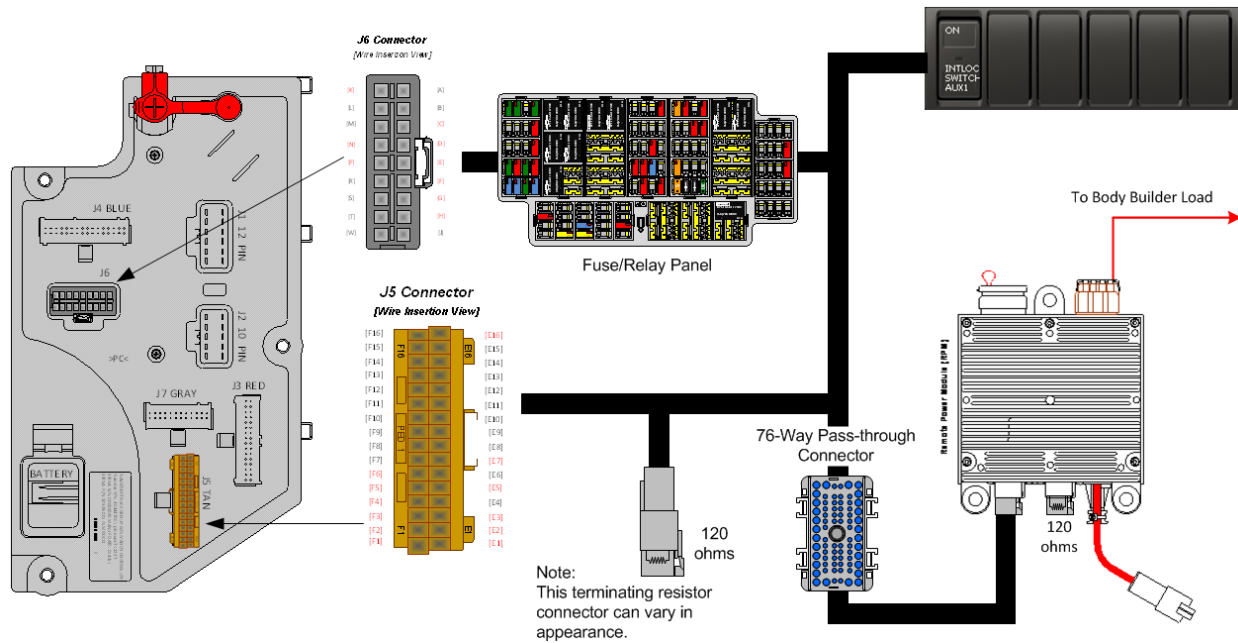 J6 Connector
[Wire Insertion View]
[K]
[L]
[M]
[N]
[P]
[R]
[S]
[T]
[W]
[A]
[B]
[C]
[D]
[E]
[F]
[G]
[H]
[J]
ON
INTLOC
SWITCH
AUX1
To Body Builder Load
Fuse/Relay Panel
J4 BLUE
J1 12 PIN
J6
J2 10 PIN
>PC<
J3 RED
J7 GRAY
J5 TAN
BATTERY
J5 Connector
[Wire Insertion View]
[F16]
[F15]
[F14]
[F13]
[F12]
[F11]
[F10]
[F9]
[F8]
[F7]
[F6]
[F5]
[F4]
[F3]
[F2]
[F1]
F16
F1
E16
E1
[E16]
[E15]
[E14]
[E13]
[E12]
[E11]
[E10]
[E9]
[E8]
[E7]
[E6]
[E5]
[E4]
[E3]
[E2]
[E1]
120
ohms
Note:
This terminating resistor
connector can vary in
appearance.
76-Way Pass-through
Connector
Remote Power Module [RPM]
120
ohms